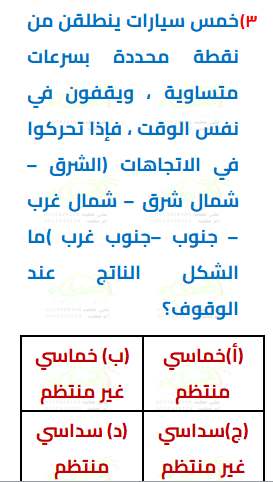 ٣)خمس سيارات ينطلقن من
نقطة محددة بسرعات
متساوية ، ويقفون في
نفس الوقت ، فإذا تحركوا
في الاتجاهات (الشرق –
شمال شرق – شمال غرب
– جنوب –جنوب غرب )ما
الشكل الناتج عند
الوقوف؟
(أ)خماسي
منتظم
(ب) خماسي
غير منتظم
(ج)سداسي
غير منتظم
(د) سداسي
منتظم